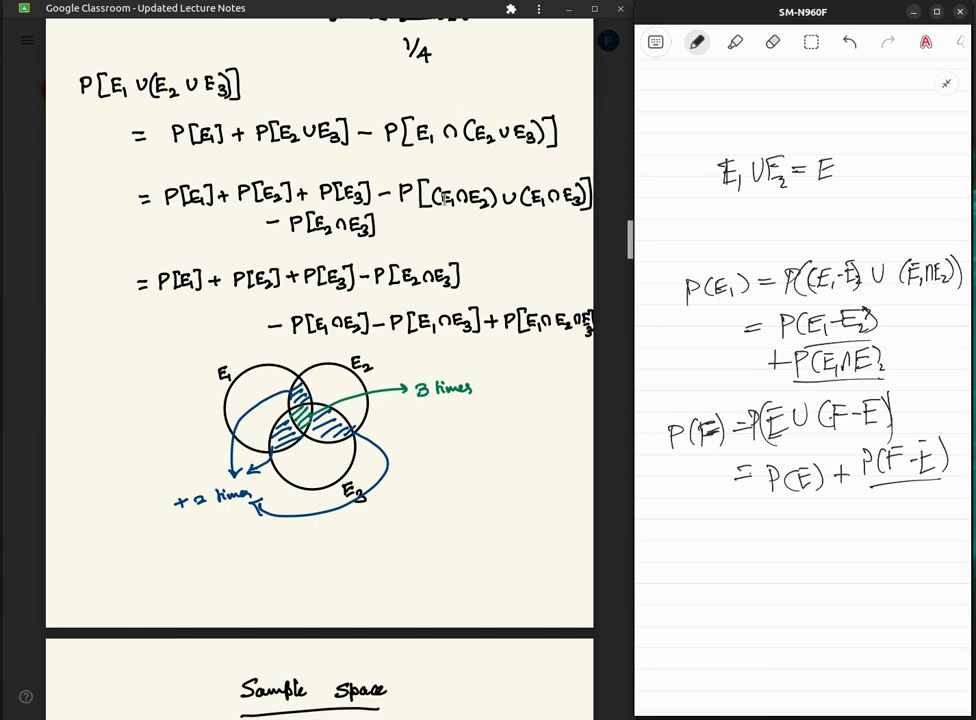 Google Classroom - Updated Lecture Notes
1/4
P[E₁ ∪(E₂ ∪ E₃)]
= P[E₁] + P[E₂∪E₃] - P[E₁ ∩ (E₂ ∪ E₃)]
= P[E₁] + P[E₂] + P[E₃] - P[(E₁∩E₂) ∪ (E₁∩E₃)]
- P[E₂∩E₃]
= P[E₁] + P[E₂] + P[E₃] - P[E₂∩E₃]
- P[E₁∩E₂] - P[E₁∩E₃] + P[E₁∩E₂∩E₃
E₁
E₂
3 times
+2 times
E₃
Sample space
P
SM-N960F
A
E₁ ∪ E₂ = E
P(E₁) = P((E₁-E₂) ∪ (E₁∩E₂))
= P(E₁-E₂)
+ P(E₁∩E)₂
P(F) = P(E ∪ (F-E))
= P(E) + P(F-E)